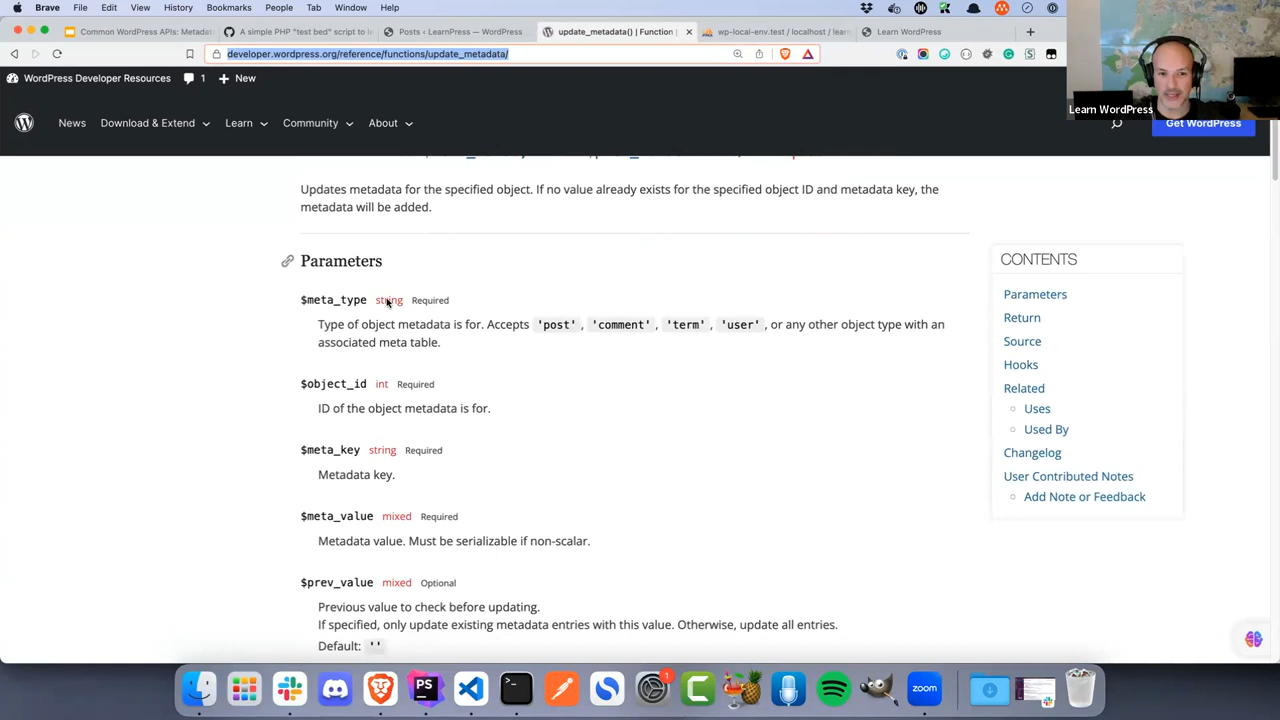 Brave File Edit View History Bookmarks People Tab Window Help
Common WordPress APIs: Metada
A simple PHP "test bed" script to le
Posts ‹ LearnPress — WordPress
update_metadata() | Function |
wp-local-env.test / localhost / learn
Learn WordPress
developer.wordpress.org/reference/functions/update_metadata/
WordPress Developer Resources 1 New
Learn WordPress
News Download & Extend Learn Community About Get WordPress
Updates metadata for the specified object. If no value already exists for the specified object ID and metadata key, the
metadata will be added.
Parameters
$meta_type string Required
Type of object metadata is for. Accepts 'post', 'comment', 'term', 'user', or any other object type with an
associated meta table.
$object_id int Required
ID of the object metadata is for.
$meta_key string Required
Metadata key.
$meta_value mixed Required
Metadata value. Must be serializable if non-scalar.
$prev_value mixed Optional
Previous value to check before updating.
If specified, only update existing metadata entries with this value. Otherwise, update all entries.
Default: ''
CONTENTS
Parameters
Return
Source
Hooks
Related
Uses
Used By
Changelog
User Contributed Notes
Add Note or Feedback
PS
1
zoom